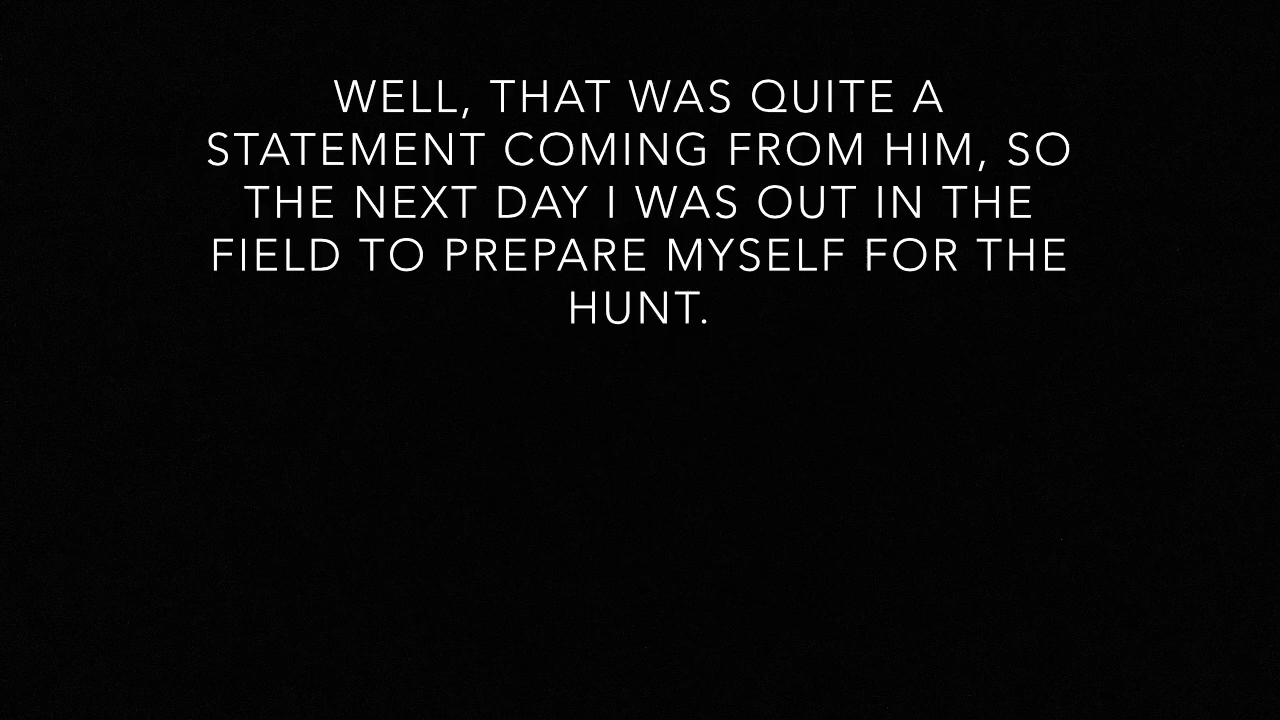 WELL, THAT WAS QUITE A
STATEMENT COMING FROM HIM, SO
THE NEXT DAY I WAS OUT IN THE
FIELD TO PREPARE MYSELF FOR THE
HUNT.